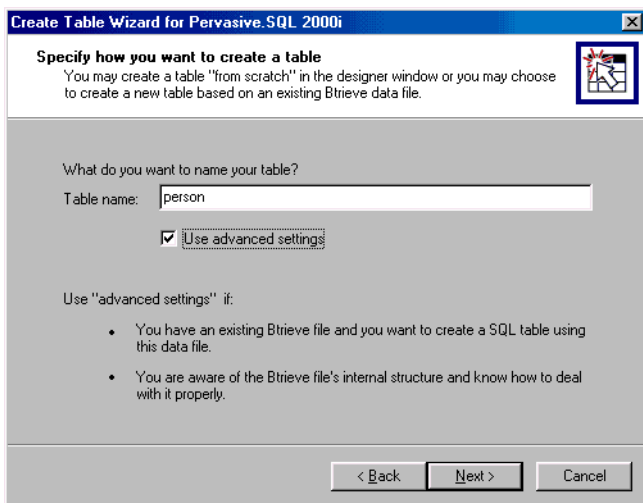 Create Table Wizard for Pervasive.SQL 2000i
Specify how you want to create a table
You may create a table "from scratch" in the designer window or you may choose
to create a new table based on an existing Btrieve data file.
What do you want to name your table?
Table name: person
Use advanced settings
Use "advanced settings" if:
• You have an existing Btrieve file and you want to create a SQL table using
this data file.
• You are aware of the Btrieve file's internal structure and know how to deal
with it properly.
< Back Next > Cancel